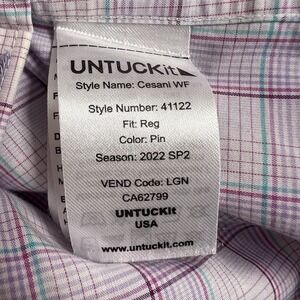 UNTUCKit
Style Name: Cesani WF
Style Number: 41122
Fit: Reg
Color: Pin
Season: 2022 SP2
VEND Code: LGN
CA62799
UNTUCKit
USA
www.untuckit.com